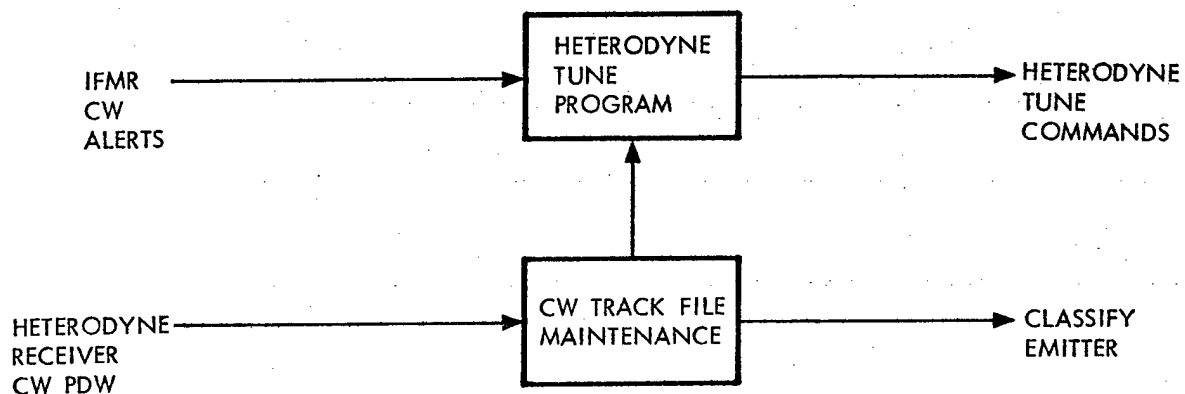 IFMR
CW
ALERTS
HETERODYNE
TUNE
PROGRAM
HETERODYNE
TUNE
COMMANDS
HETERODYNE
RECEIVER
CW PDW
CW TRACK FILE
MAINTENANCE
CLASSIFY
EMITTER